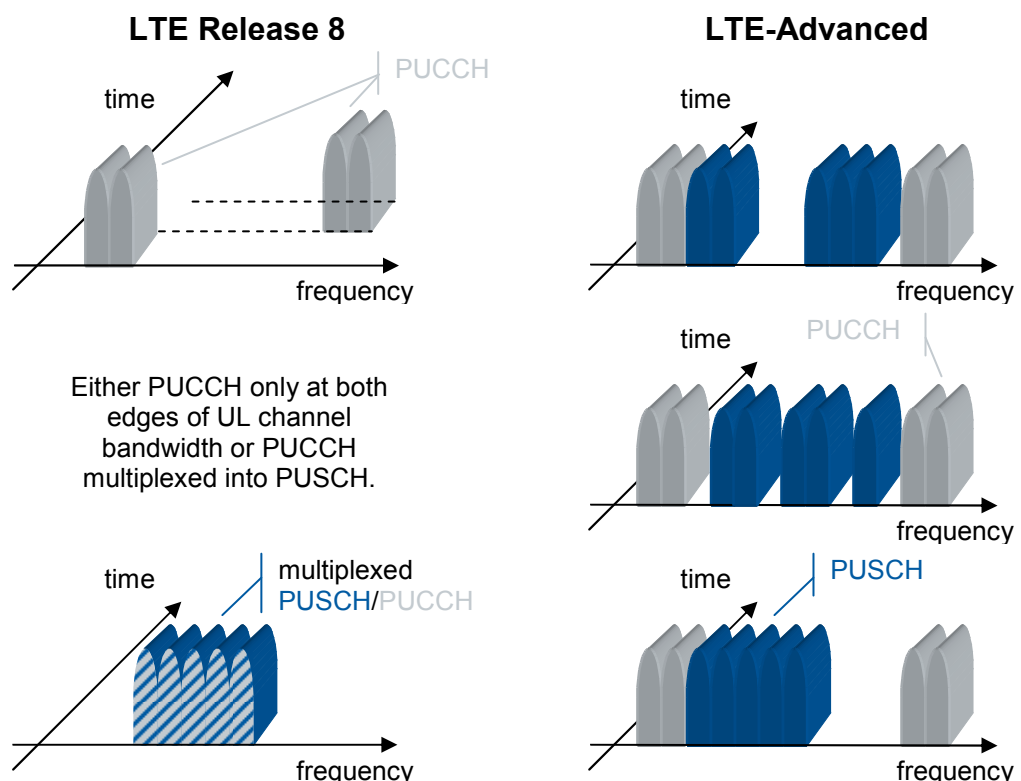 LTE Release 8
PUCCH
time
frequency
Either PUCCH only at both
edges of UL channel
bandwidth or PUCCH
multiplexed into PUSCH.
time
multiplexed
PUSCH/PUCCH
frequency
LTE-Advanced
time
frequency
PUCCH
time
frequency
PUSCH
time
frequency